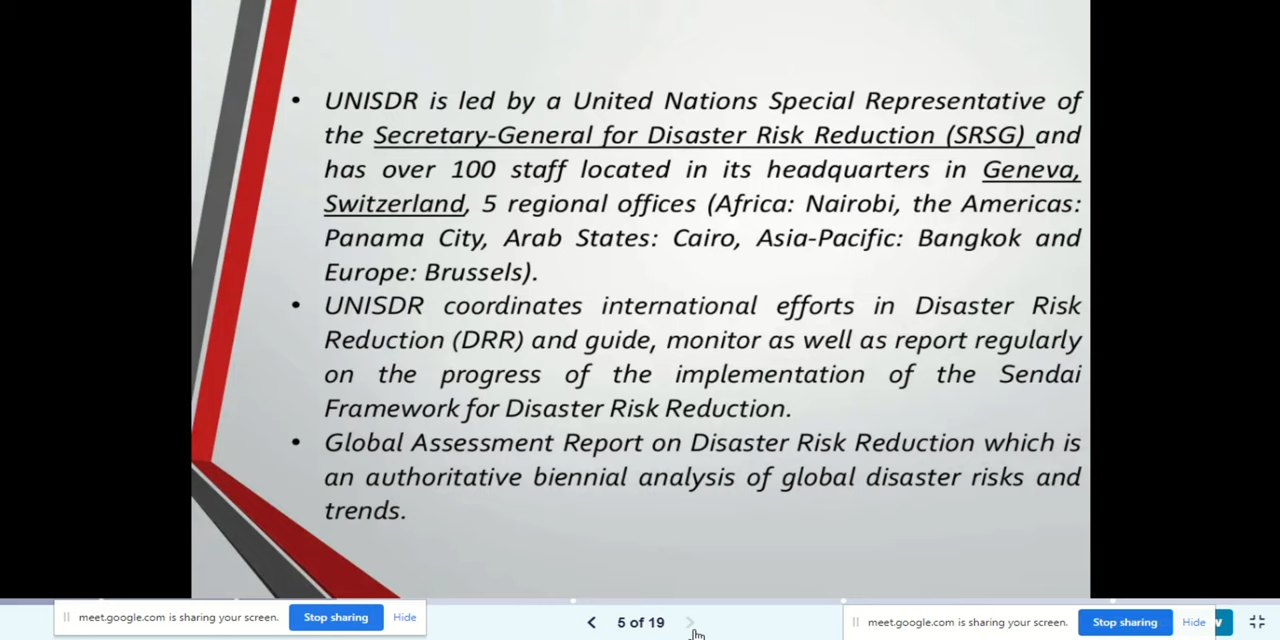 • UNISDR is led by a United Nations Special Representative of
the Secretary-General for Disaster Risk Reduction (SRSG) and
has over 100 staff located in its headquarters in Geneva,
Switzerland, 5 regional offices (Africa: Nairobi, the Americas:
Panama City, Arab States: Cairo, Asia-Pacific: Bangkok and
Europe: Brussels).
• UNISDR coordinates international efforts in Disaster Risk
Reduction (DRR) and guide, monitor as well as report regularly
on the progress of the implementation of the Sendai
Framework for Disaster Risk Reduction.
• Global Assessment Report on Disaster Risk Reduction which is
an authoritative biennial analysis of global disaster risks and
trends.
meet.google.com is sharing your screen. Stop sharing Hide
5 of 19
meet.google.com is sharing your screen. Stop sharing Hide